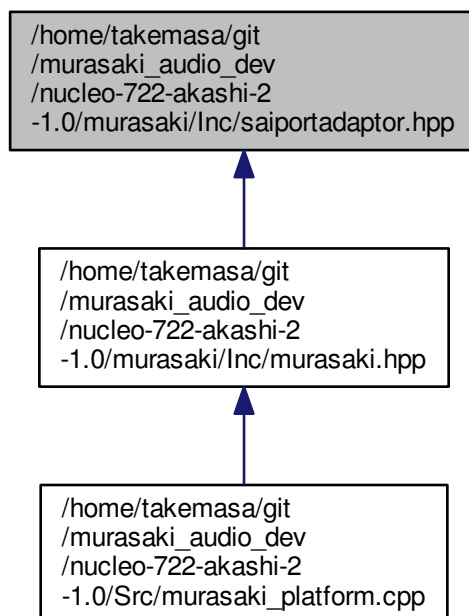 /home/takemasa/git
/murasaki_audio_dev
/nucleo-722-akashi-2
-1.0/murasaki/Inc/saiportadaptor.hpp
/home/takemasa/git
/murasaki_audio_dev
/nucleo-722-akashi-2
-1.0/murasaki/Inc/murasaki.hpp
/home/takemasa/git
/murasaki_audio_dev
/nucleo-722-akashi-2
-1.0/Src/murasaki_platform.cpp